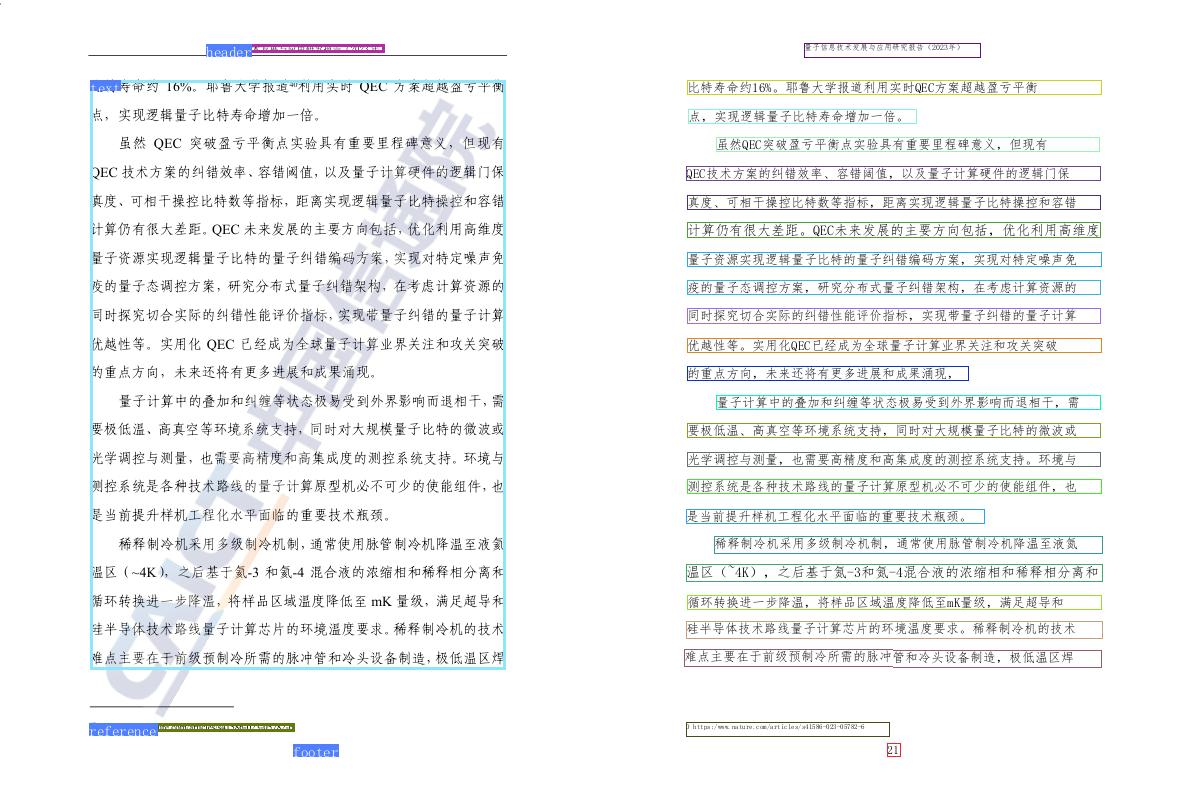 header
text
寿命约 16%。耶鲁大学报道利用实时 QEC 方案超越盈亏平衡
点，实现逻辑量子比特寿命增加一倍。
虽然 QEC 突破盈亏平衡点实验具有重要里程碑意义，但现有
QEC 技术方案的纠错效率、容错阈值，以及量子计算硬件的逻辑门保
真度、可相干操控比特数等指标，距离实现逻辑量子比特操控和容错
计算仍有很大差距。QEC 未来发展的主要方向包括，优化利用高维度
量子资源实现逻辑量子比特的量子纠错编码方案，实现对特定噪声免
疫的量子态调控方案，研究分布式量子纠错架构，在考虑计算资源的
同时探究切合实际的纠错性能评价指标，实现带量子纠错的量子计算
优越性等。实用化 QEC 已经成为全球量子计算业界关注和攻关突破
的重点方向，未来还将有更多进展和成果涌现。
量子计算中的叠加和纠缠等状态极易受到外界影响而退相干，需
要极低温、高真空等环境系统支持，同时对大规模量子比特的微波或
光学调控与测量，也需要高精度和高集成度的测控系统支持。环境与
测控系统是各种技术路线的量子计算原型机必不可少的使能组件，也
是当前提升样机工程化水平面临的重要技术瓶颈。
稀释制冷机采用多级制冷机制，通常使用脉管制冷机降温至液氦
温区（~4K），之后基于氦-3 和氦-4 混合液的浓缩相和稀释相分离和
循环转换进一步降温，将样品区域温度降低至 mK 量级，满足超导和
硅半导体技术路线量子计算芯片的环境温度要求。稀释制冷机的技术
难点主要在于前级预制冷所需的脉冲管和冷头设备制造，极低温区焊
CAICT 中国信通院
reference
footer
量子信息技术发展与应用研究报告（2023年）
比特寿命约16%。耶鲁大学报道利用实时QEC方案超越盈亏平衡
点，实现逻辑量子比特寿命增加一倍。
虽然QEC突破盈亏平衡点实验具有重要里程碑意义，但现有
QEC技术方案的纠错效率、容错阈值，以及量子计算硬件的逻辑门保
真度、可相干操控比特数等指标，距离实现逻辑量子比特操控和容错
计算仍有很大差距。QEC未来发展的主要方向包括，优化利用高维度
量子资源实现逻辑量子比特的量子纠错编码方案，实现对特定噪声免
疫的量子态调控方案，研究分布式量子纠错架构，在考虑计算资源的
同时探究切合实际的纠错性能评价指标，实现带量子纠错的量子计算
优越性等。实用化QEC已经成为全球量子计算业界关注和攻关突破
的重点方向，未来还将有更多进展和成果涌现，
量子计算中的叠加和纠缠等状态极易受到外界影响而退相干，需
要极低温、高真空等环境系统支持，同时对大规模量子比特的微波或
光学调控与测量，也需要高精度和高集成度的测控系统支持。环境与
测控系统是各种技术路线的量子计算原型机必不可少的使能组件，也
是当前提升样机工程化水平面临的重要技术瓶颈。
稀释制冷机采用多级制冷机制，通常使用脉管制冷机降温至液氦
温区（~4K），之后基于氦-3和氦-4混合液的浓缩相和稀释相分离和
循环转换进一步降温，将样品区域温度降低至mK量级，满足超导和
硅半导体技术路线量子计算芯片的环境温度要求。稀释制冷机的技术
难点主要在于前级预制冷所需的脉冲管和冷头设备制造，极低温区焊
https://www.nature.com/articles/s41586-023-05782-6
21